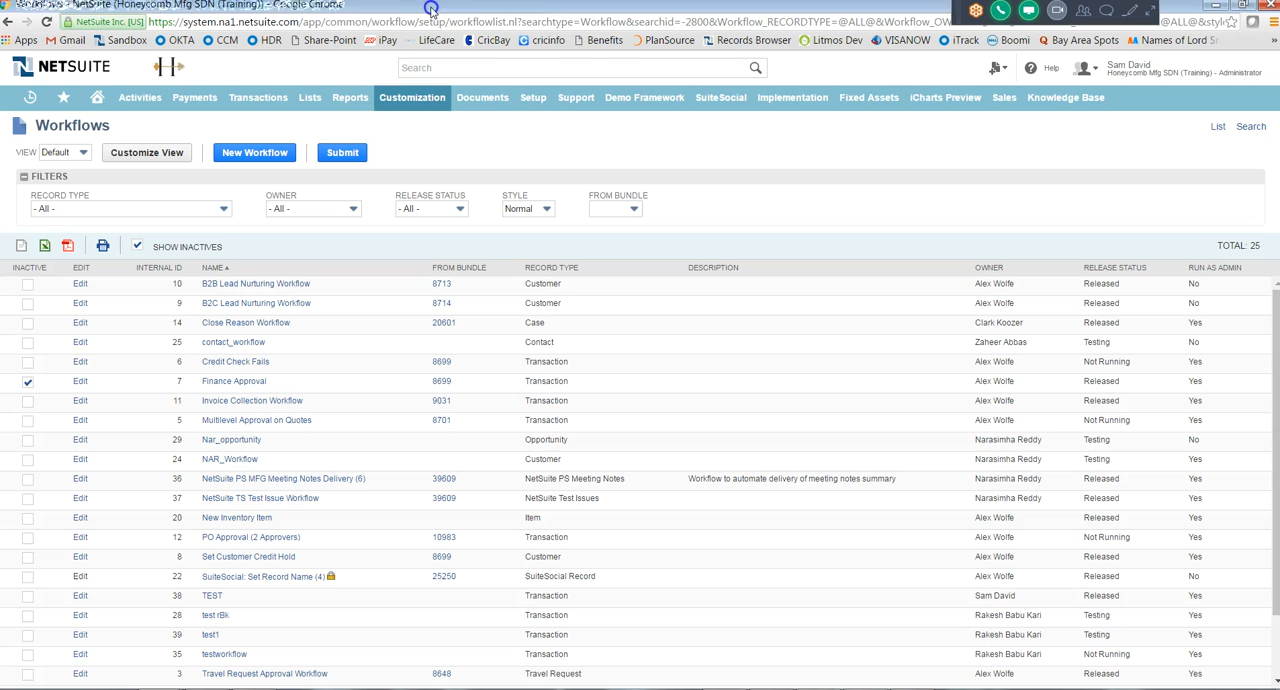 Workflows - NetSuite (Honeycomb Mfg SDN (Training)) - Google Chrome
NetSuite Inc. [US] https://system.na1.netsuite.com/app/common/workflow/setup/workflowlist.nl?searchtype=Workflow&searchid=-2800&Workflow_RECORDTYPE=@ALL@&Workflow_OW
Apps Gmail Sandbox OKTA CCM HDR SharePoint iPay LifeCare CricBay cricinfo Benefits PlanSource Records Browser Litmos Dev VISANOW iTrack Boomi Bay Area Spots Names of Lord »
NETSUITE
Search
Help
Sam David
Honeycomb Mfg SDN (Training) - Administrator
Activities Payments Transactions Lists Reports Customization Documents Setup Support Demo Framework SuiteSocial Implementation Fixed Assets iCharts Preview Sales Knowledge Base
Workflows
List Search
VIEW Default Customize View New Workflow Submit
FILTERS
RECORD TYPE OWNER RELEASE STATUS STYLE FROM BUNDLE
- All - - All - - All - Normal
SHOW INACTIVES TOTAL: 25
INACTIVE EDIT INTERNAL ID NAME FROM BUNDLE RECORD TYPE DESCRIPTION OWNER RELEASE STATUS RUN AS ADMIN
Edit 10 B2B Lead Nurturing Workflow 8713 Customer Alex Wolfe Released No
Edit 9 B2C Lead Nurturing Workflow 8714 Customer Alex Wolfe Released No
Edit 14 Close Reason Workflow 20601 Case Clark Koozer Released Yes
Edit 25 contact_workflow Contact Zaheer Abbas Testing No
Edit 6 Credit Check Fails 8699 Transaction Alex Wolfe Not Running Yes
Edit 7 Finance Approval 8699 Transaction Alex Wolfe Released Yes
Edit 11 Invoice Collection Workflow 9031 Transaction Alex Wolfe Released Yes
Edit 5 Multilevel Approval on Quotes 8701 Transaction Alex Wolfe Not Running Yes
Edit 29 Nar_opportunity Opportunity Narasimha Reddy Testing No
Edit 24 NAR_Workflow Customer Narasimha Reddy Testing Yes
Edit 36 NetSuite PS MFG Meeting Notes Delivery (6) 39609 NetSuite PS Meeting Notes Workflow to automate delivery of meeting notes summary Narasimha Reddy Released Yes
Edit 37 NetSuite TS Test Issue Workflow 39609 NetSuite Test Issues Narasimha Reddy Released Yes
Edit 20 New Inventory Item Item Alex Wolfe Released Yes
Edit 12 PO Approval (2 Approvers) 10983 Transaction Alex Wolfe Not Running Yes
Edit 8 Set Customer Credit Hold 8699 Customer Alex Wolfe Released Yes
Edit 22 SuiteSocial: Set Record Name (4) 25250 SuiteSocial Record Alex Wolfe Released No
Edit 38 TEST Transaction Sam David Released Yes
Edit 28 test rBk Transaction Rakesh Babu Kari Testing Yes
Edit 39 test1 Transaction Rakesh Babu Kari Testing Yes
Edit 35 testworkflow Transaction Rakesh Babu Kari Not Running Yes
Edit 3 Travel Request Approval Workflow 8648 Travel Request Alex Wolfe Released Yes